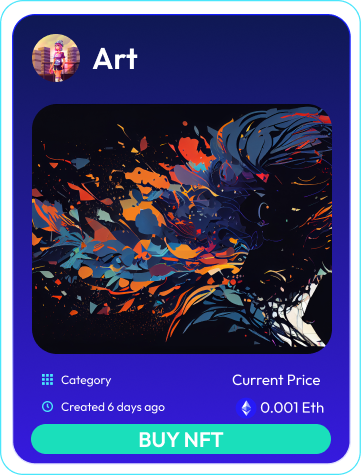 Art
Category
Current Price
Created 6 days ago
0.001 Eth
BUY NFT